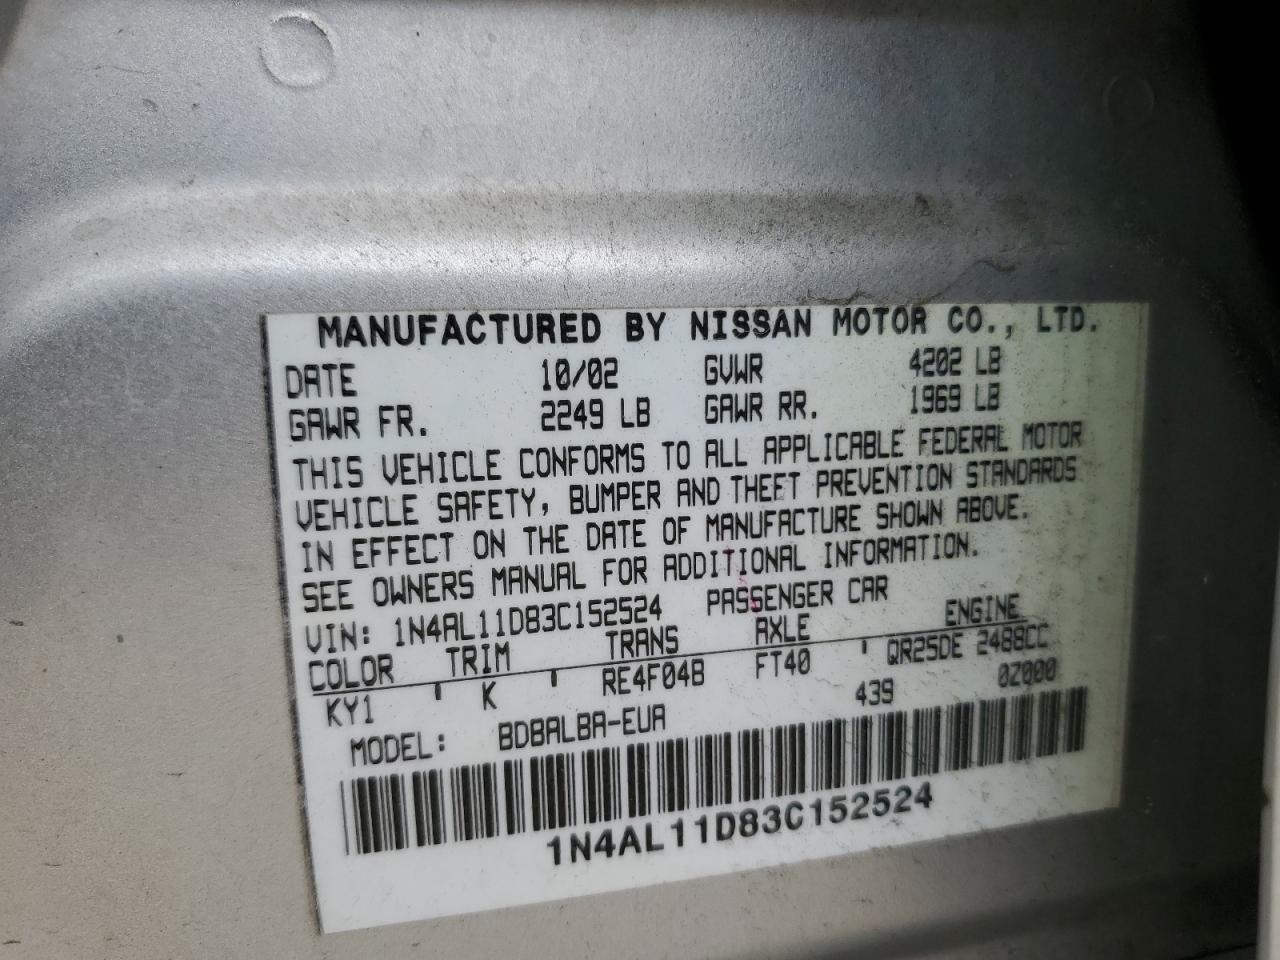 MANUFACTURED BY NISSAN MOTOR CO., LTD.
DATE 10/02 GVWR 4202 LB
GAWR FR. 2249 LB GAWR RR. 1969 LB
THIS VEHICLE CONFORMS TO ALL APPLICABLE FEDERAL MOTOR
VEHICLE SAFETY, BUMPER AND THEFT PREVENTION STANDARDS
IN EFFECT ON THE DATE OF MANUFACTURE SHOWN ABOVE.
SEE OWNERS MANUAL FOR ADDITIONAL INFORMATION.
VIN: 1N4AL11D83C152524 PASSENGER CAR
COLOR TRIM TRANS AXLE ENGINE
KY1 K RE4F04B FT40 QR25DE 2488CC
MODEL: BDBALBA-EUA 439 0Z000
1N4AL11D83C152524